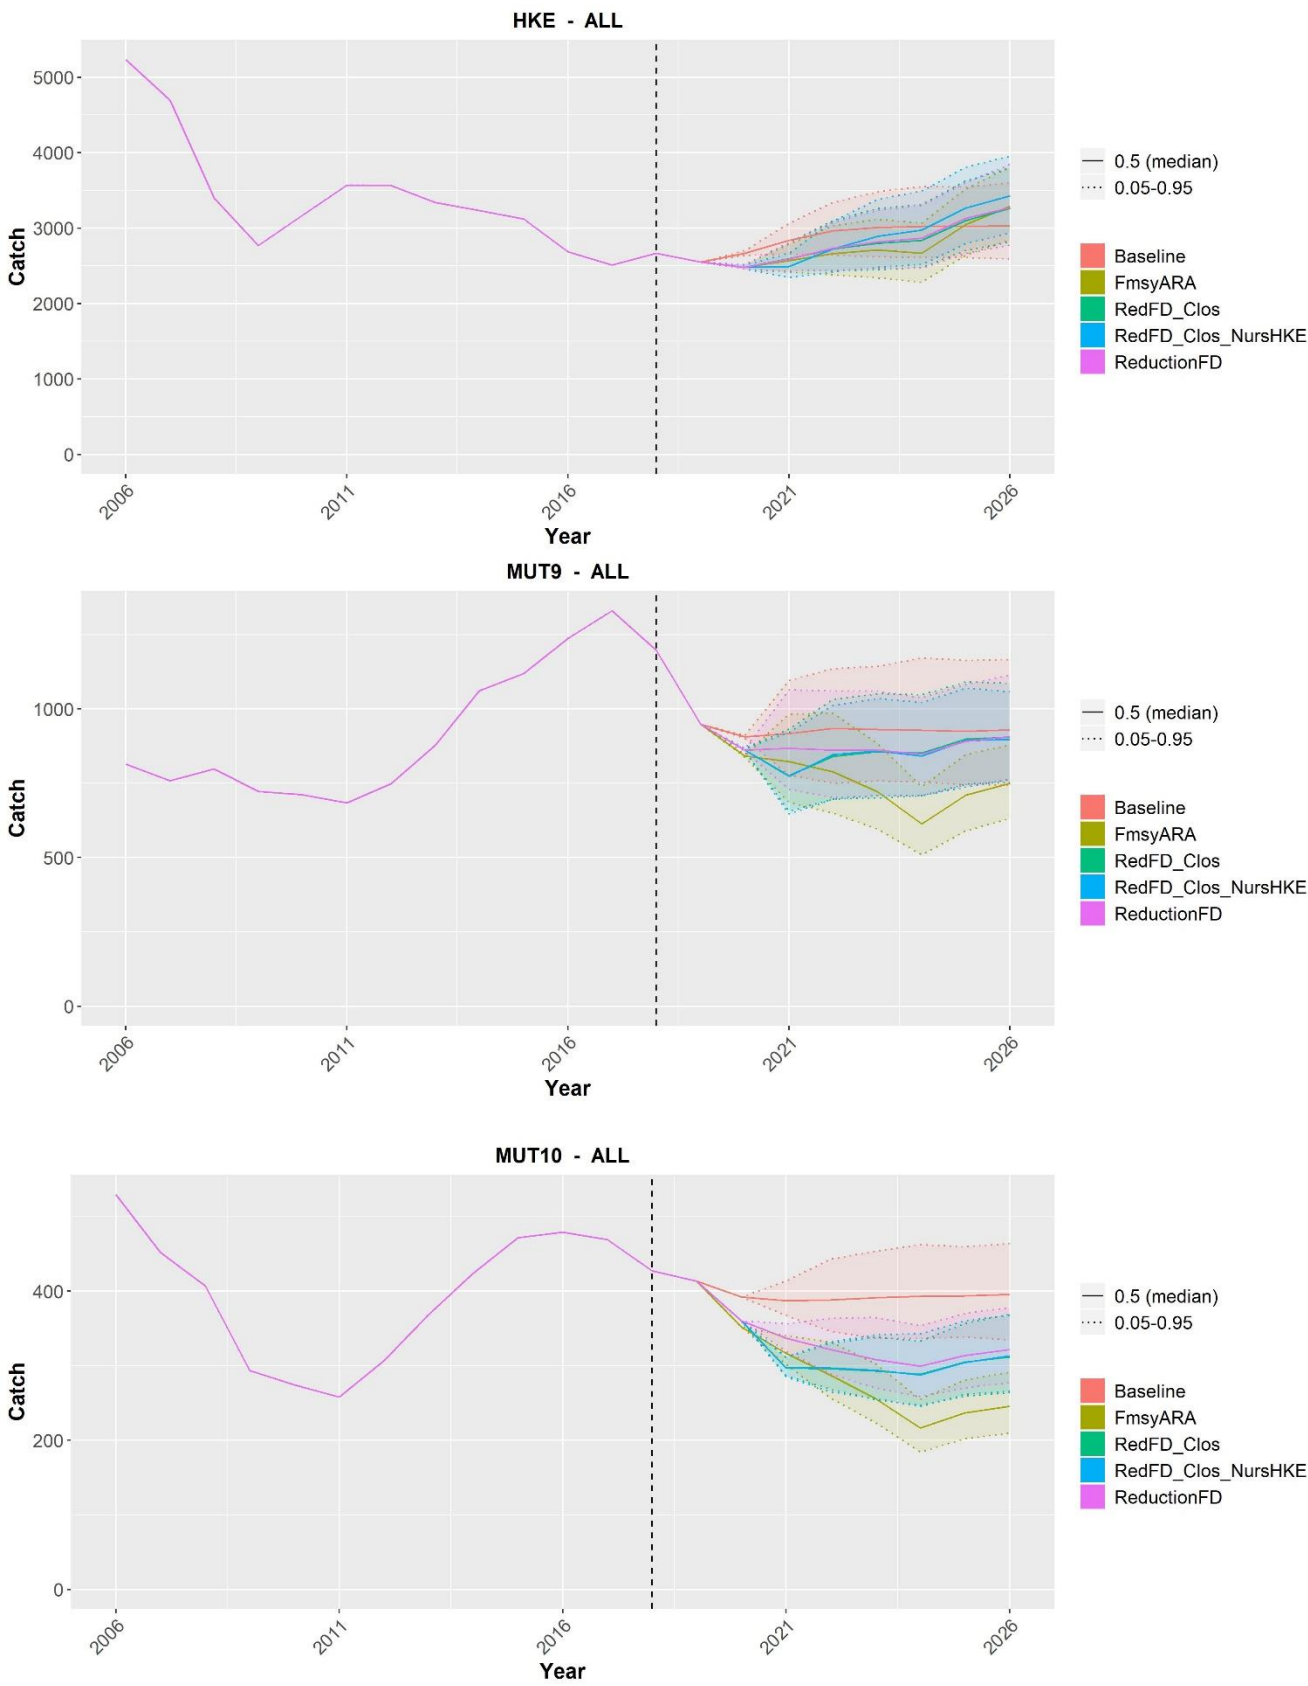 HKE - ALL
5000
4000
3000
2000
1000
0
Catch
2006
2011
2016
2021
2026
Year
0.5 (median)
0.05-0.95
Baseline
FmsyARA
RedFD_Clos
RedFD_Clos_NursHKE
ReductionFD
MUT9 - ALL
1000
500
0
Catch
2006
2011
2016
2021
2026
Year
0.5 (median)
0.05-0.95
Baseline
FmsyARA
RedFD_Clos
RedFD_Clos_NursHKE
ReductionFD
MUT10 - ALL
400
200
0
Catch
2006
2011
2016
2021
2026
Year
0.5 (median)
0.05-0.95
Baseline
FmsyARA
RedFD_Clos
RedFD_Clos_NursHKE
ReductionFD